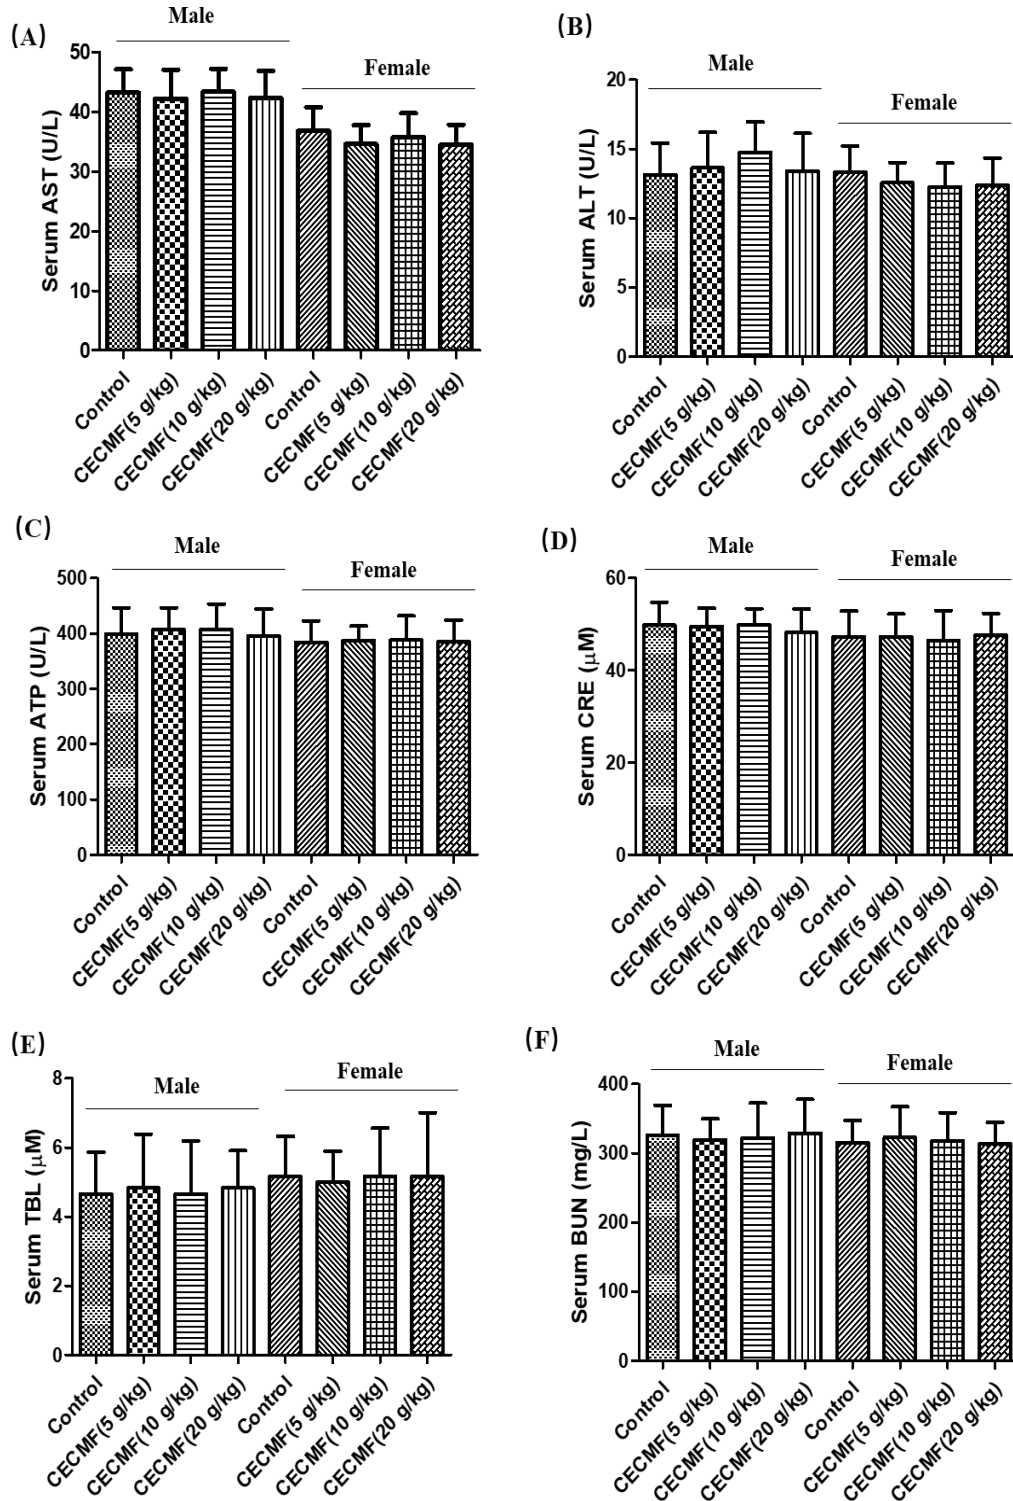 (A)
Male
Female
Serum AST (U/L)
50
40
30
20
10
0
Control
CECMF(5 g/kg)
CECMF(10 g/kg)
CECMF(20 g/kg)
Control
CECMF(5 g/kg)
CECMF(10 g/kg)
CECMF(20 g/kg)
(B)
Male
Female
Serum ALT (U/L)
20
15
13
5
0
Control
CECMF(5 g/kg)
CECMF(10 g/kg)
CECMF(20 g/kg)
Control
CECMF(5 g/kg)
CECMF(10 g/kg)
CECMF(20 g/kg)
(C)
Male
Female
Serum ATP (U/L)
500
400
300
200
100
0
Control
CECMF(5 g/kg)
CECMF(10 g/kg)
CECMF(20 g/kg)
Control
CECMF(5 g/kg)
CECMF(10 g/kg)
CECMF(20 g/kg)
(D)
Male
Female
Serum CRE (μM)
60
40
20
0
Control
CECMF(5 g/kg)
CECMF(10 g/kg)
CECMF(20 g/kg)
Control
CECMF(5 g/kg)
CECMF(10 g/kg)
CECMF(20 g/kg)
(E)
Male
Female
Serum TBL (μM)
8
6
4
2
0
Control
CECMF(5 g/kg)
CECMF(10 g/kg)
CECMF(20 g/kg)
Control
CECMF(5 g/kg)
CECMF(10 g/kg)
CECMF(20 g/kg)
(F)
Male
Female
Serum BUN (mg/L)
400
300
200
100
0
Control
CECMF(5 g/kg)
CECMF(10 g/kg)
CECMF(20 g/kg)
Control
CECMF(5 g/kg)
CECMF(10 g/kg)
CECMF(20 g/kg)